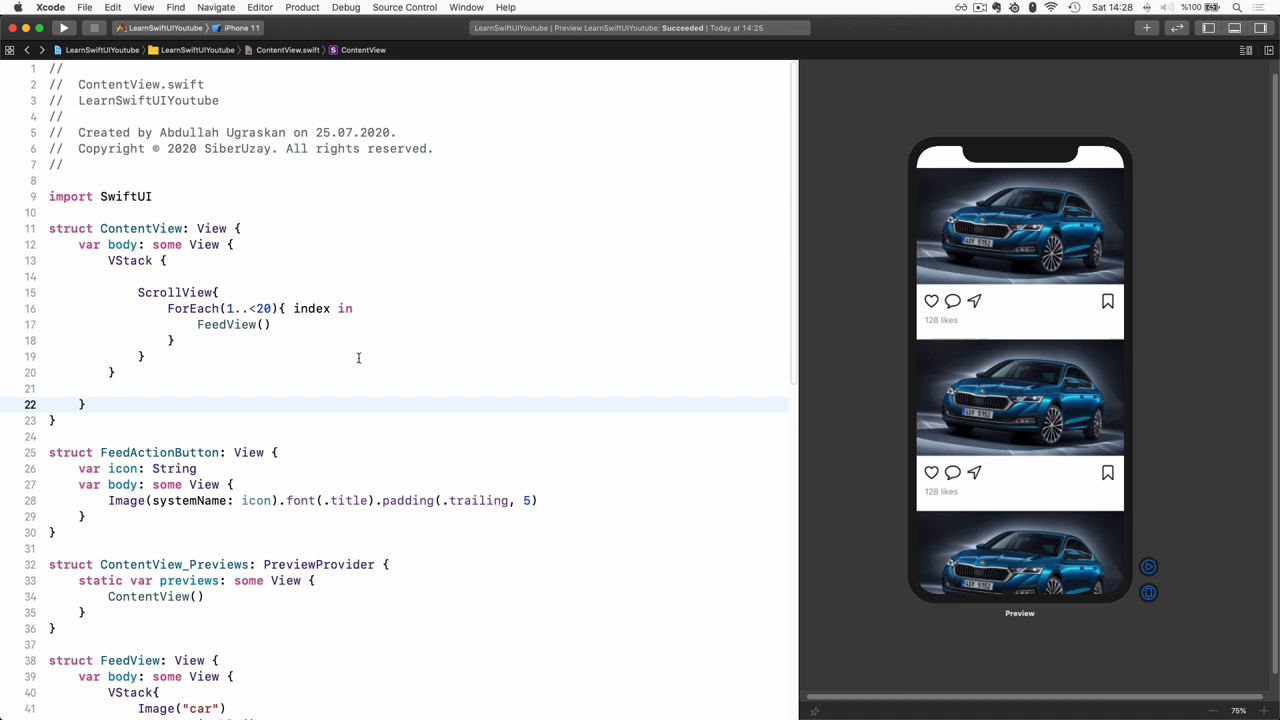 Xcode File Edit View Find Navigate Editor Product Debug Source Control Window Help
Sat 14:28 %100
LearnSwiftUIYoutube iPhone 11
LearnSwiftUIYoutube | Preview LearnSwiftUIYoutube: Succeeded | Today at 14:25
LearnSwiftUIYoutube LearnSwiftUIYoutube ContentView.swift S ContentView
1 //
2 //  ContentView.swift
3 //  LearnSwiftUIYoutube
4 //
5 //  Created by Abdullah Ugraskan on 25.07.2020.
6 //  Copyright © 2020 SiberUzay. All rights reserved.
7 //
8
9 import SwiftUI
10
11 struct ContentView: View {
12     var body: some View {
13         VStack {
14
15             ScrollView{
16                 ForEach(1..<20){ index in
17                     FeedView()
18                 }
19             }
20         }
21
22     }
23 }
24
25 struct FeedActionButton: View {
26     var icon: String
27     var body: some View {
28         Image(systemName: icon).font(.title).padding(.trailing, 5)
29     }
30 }
31
32 struct ContentView_Previews: PreviewProvider {
33     static var previews: some View {
34         ContentView()
35     }
36 }
37
38 struct FeedView: View {
39     var body: some View {
40         VStack{
41             Image("car")
128 likes
128 likes
Preview
75%